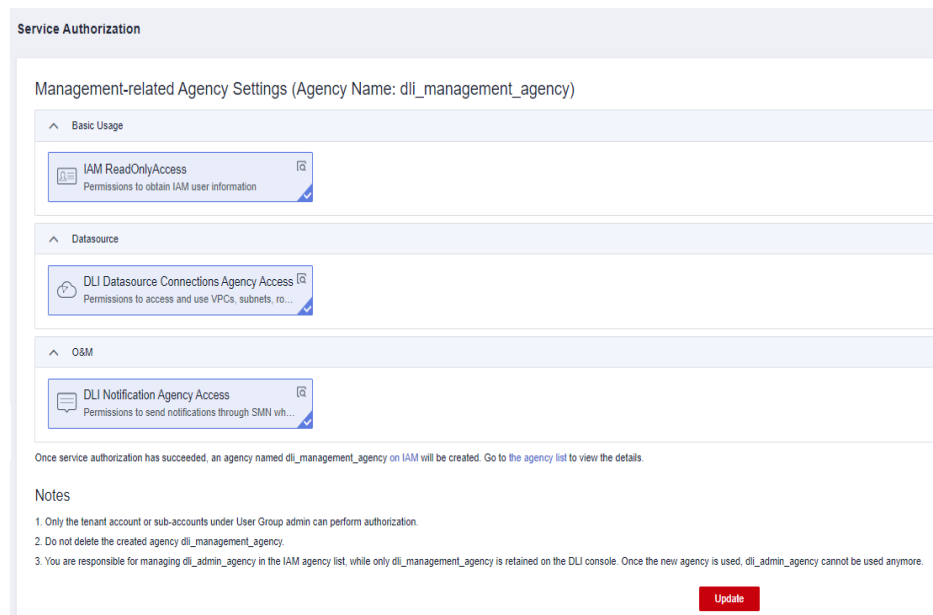 Service Authorization
Management-related Agency Settings (Agency Name: dli_management_agency)
Basic Usage
IAM ReadOnlyAccess
Permissions to obtain IAM user information
Datasource
DLI Datasource Connections Agency Access
Permissions to access and use VPCs, subnets, ro...
O&M
DLI Notification Agency Access
Permissions to send notifications through SMN wh...
Once service authorization has succeeded, an agency named dli_management_agency on IAM will be created. Go to the agency list to view the details.
Notes
1. Only the tenant account or sub-accounts under User Group admin can perform authorization.
2. Do not delete the created agency dli_management_agency.
3. You are responsible for managing dli_admin_agency in the IAM agency list, while only dli_management_agency is retained on the DLI console. Once the new agency is used, dli_admin_agency cannot be used anymore.
Update